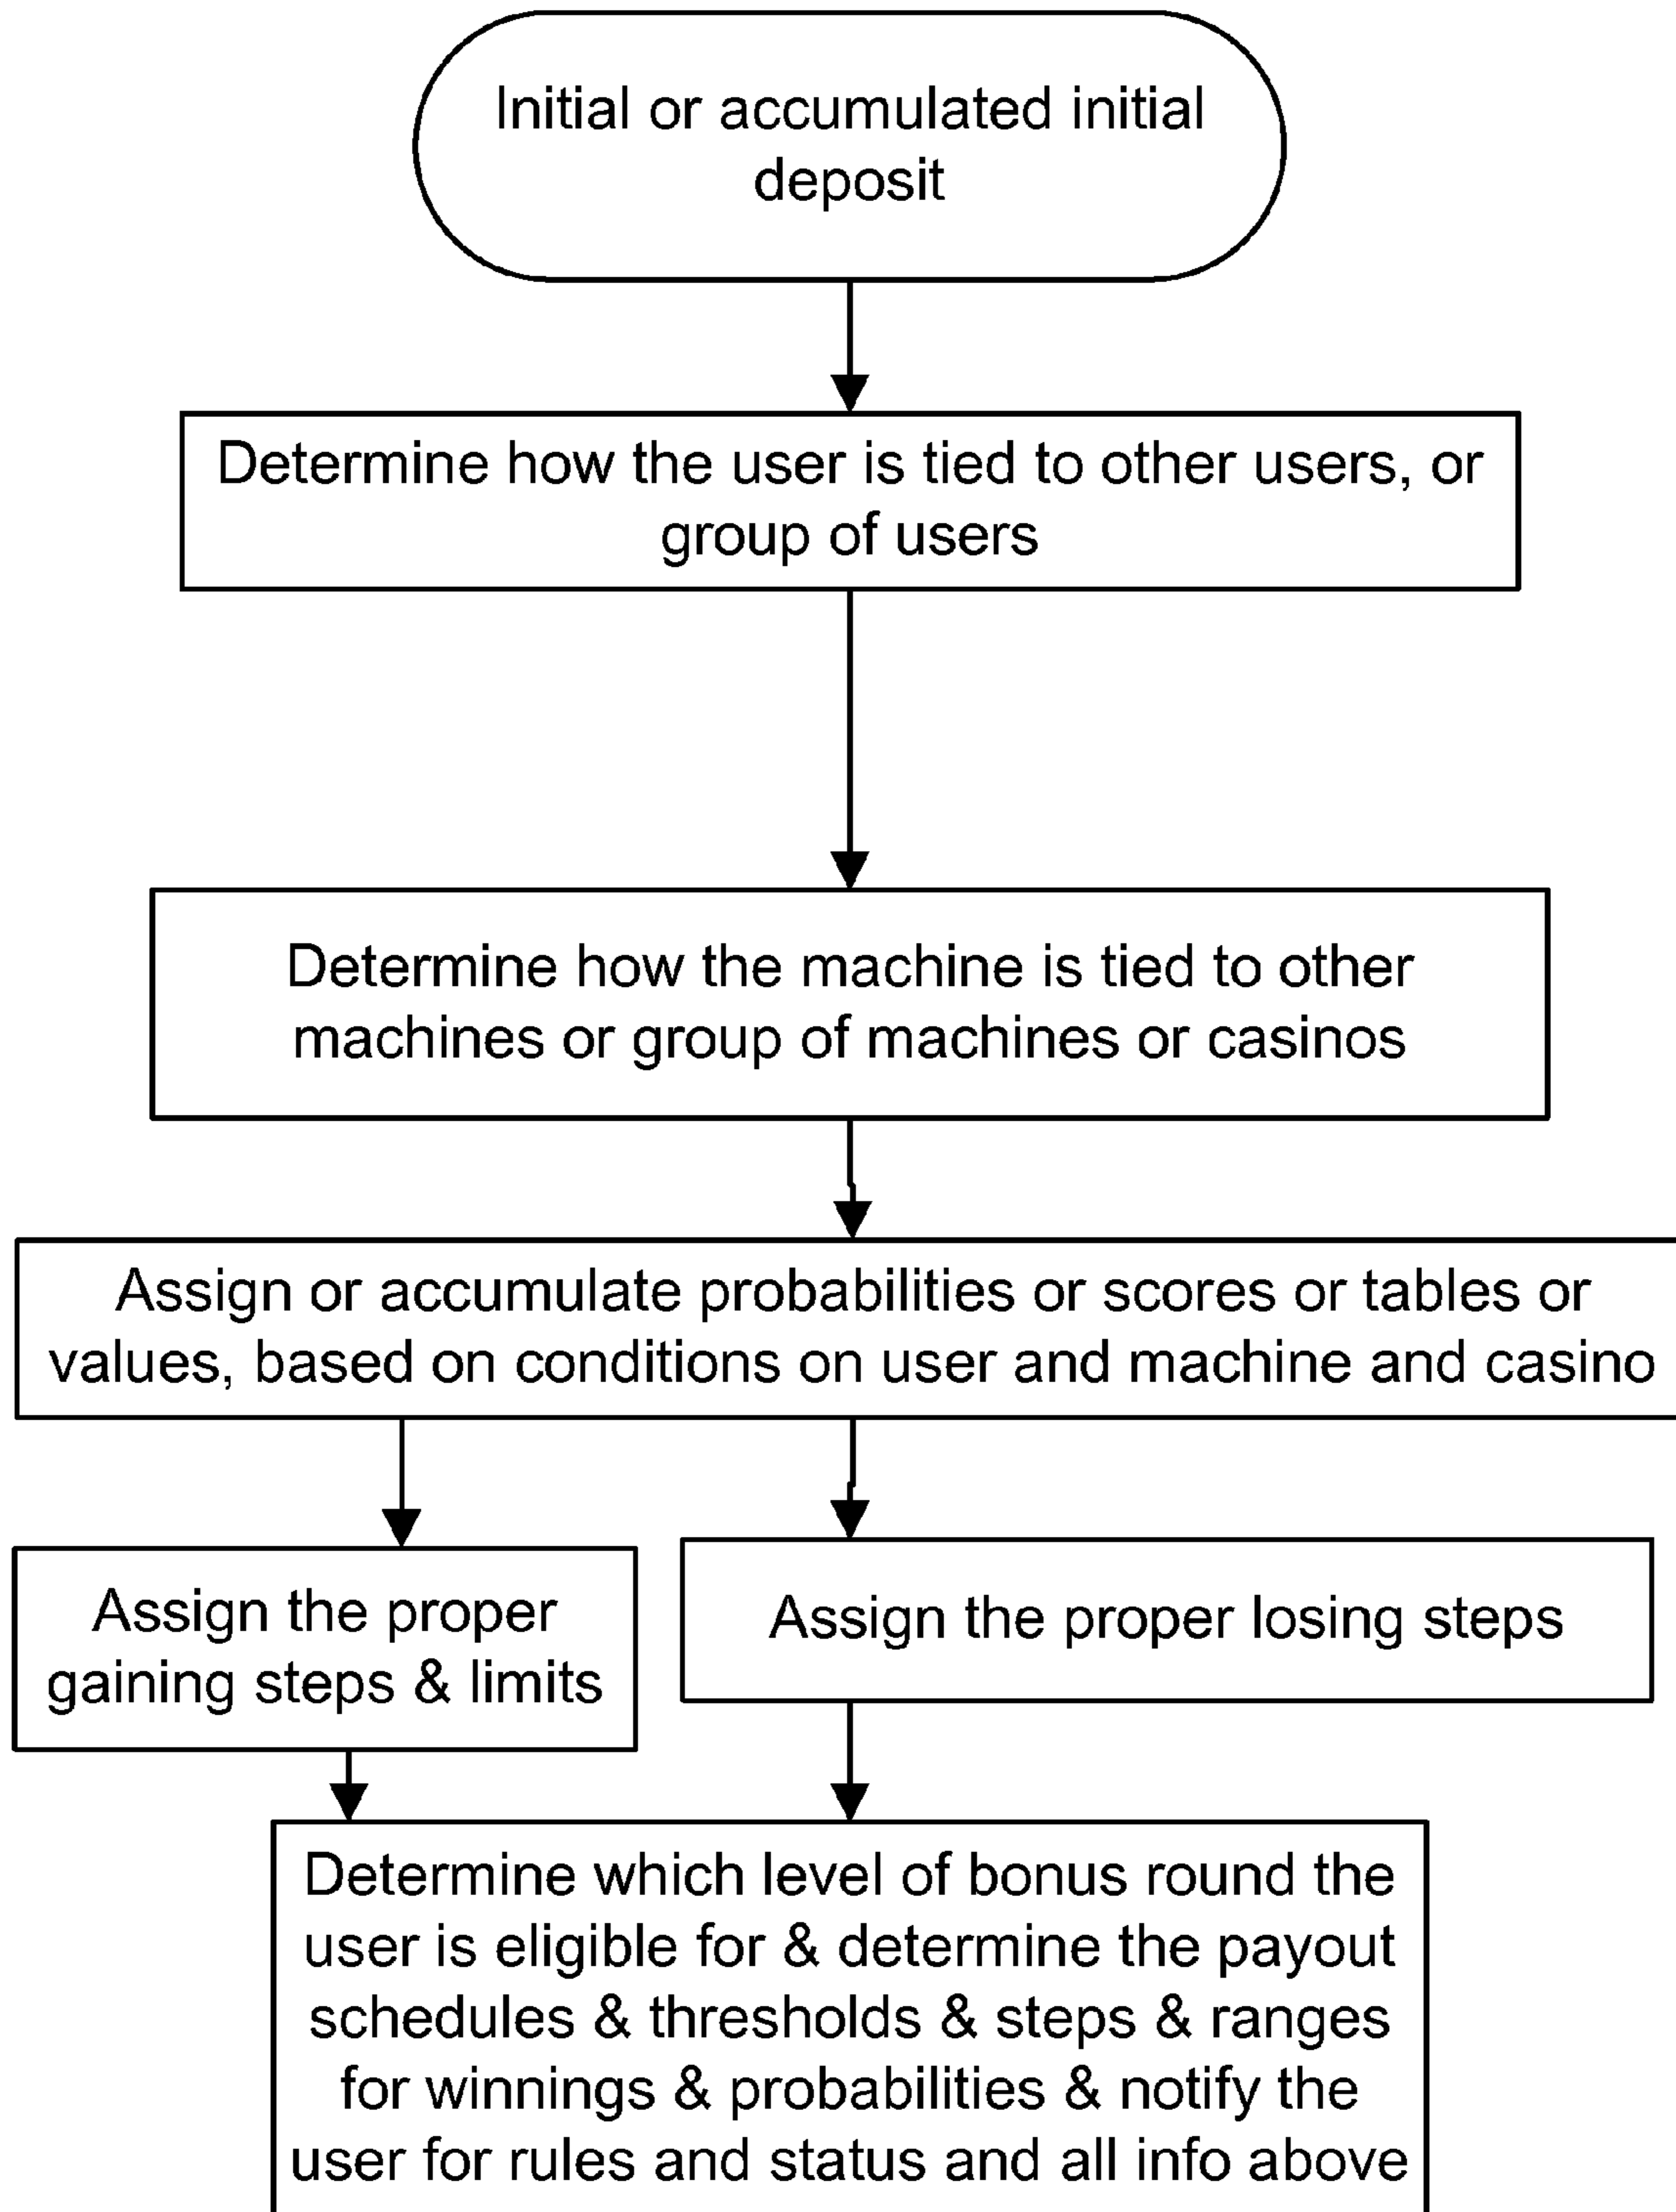 Initial or accumulated initial
deposit
Determine how the user is tied to other users, or
group of users
Determine how the machine is tied to other
machines or group of machines or casinos
Assign or accumulate probabilities or scores or tables or
values, based on conditions on user and machine and casino
Assign the proper
gaining steps & limits
Assign the proper losing steps
Determine which level of bonus round the
user is eligible for & determine the payout
schedules & thresholds & steps & ranges
for winnings & probabilities & notify the
user for rules and status and all info above